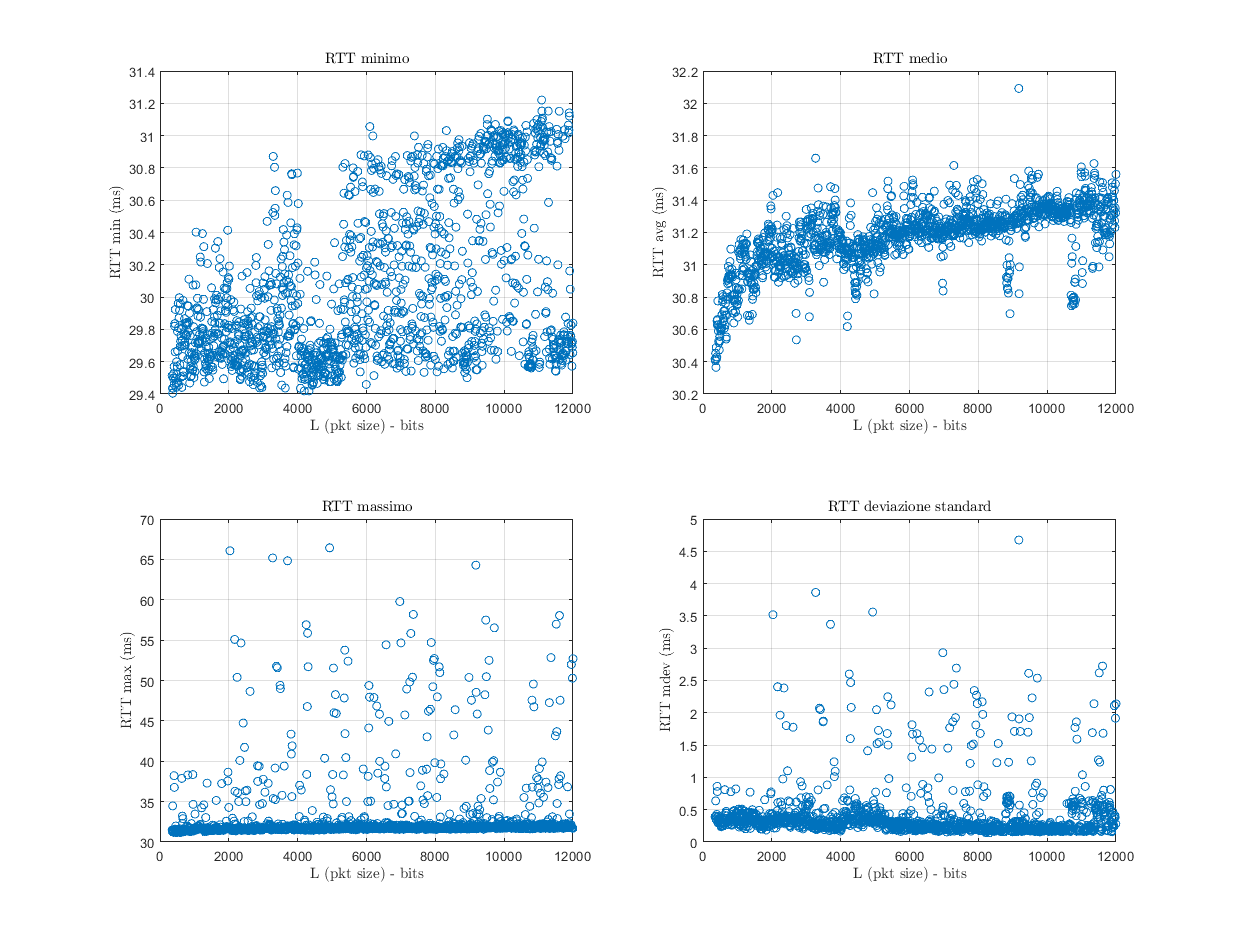 RTT minimo
31.4
31.2
31
30.8
30.6
30.4
30.2
30
29.8
29.6
29.4
RTT min (ms)
0 2000 4000 6000 8000 10000 12000
L (pkt size) - bits
RTT medio
32.2
32
31.8
31.6
31.4
31.2
31
30.8
30.6
30.4
30.2
RTT avg (ms)
0 2000 4000 6000 8000 10000 12000
L (pkt size) - bits
RTT massimo
70
65
60
55
50
45
40
35
30
RTT max (ms)
0 2000 4000 6000 8000 10000 12000
L (pkt size) - bits
RTT deviazione standard
5
4.5
4
3.5
3
2.5
2
1.5
1
0.5
0
RTT mdev (ms)
0 2000 4000 6000 8000 10000 12000
L (pkt size) - bits